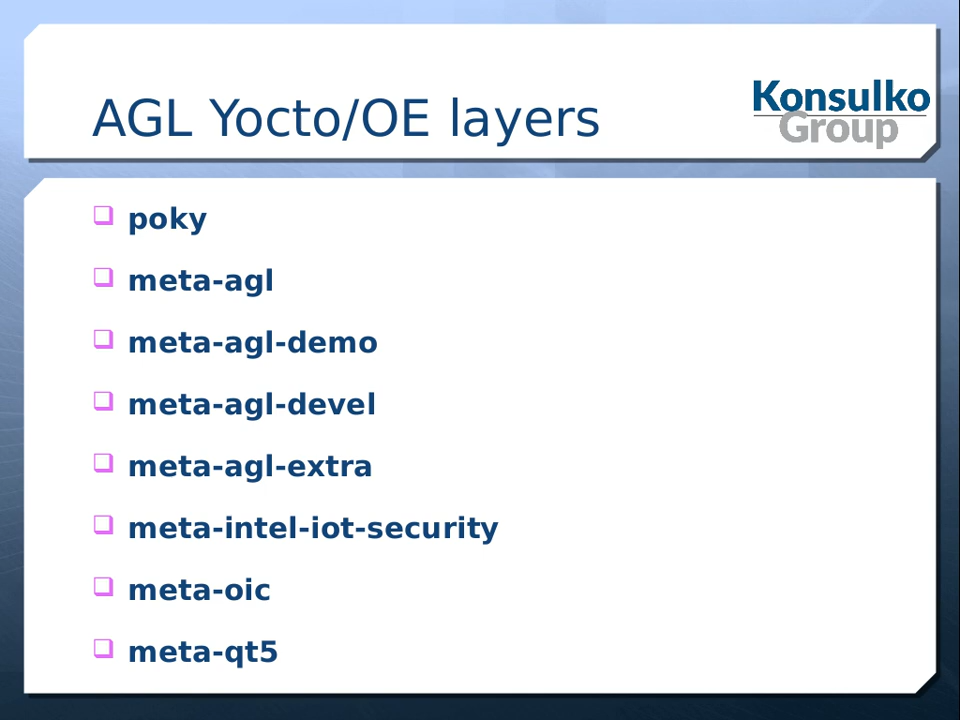 AGL Yocto/OE layers
Konsulko
Group
poky
meta-agl
meta-agl-demo
meta-agl-devel
meta-agl-extra
meta-intel-iot-security
meta-oic
meta-qt5